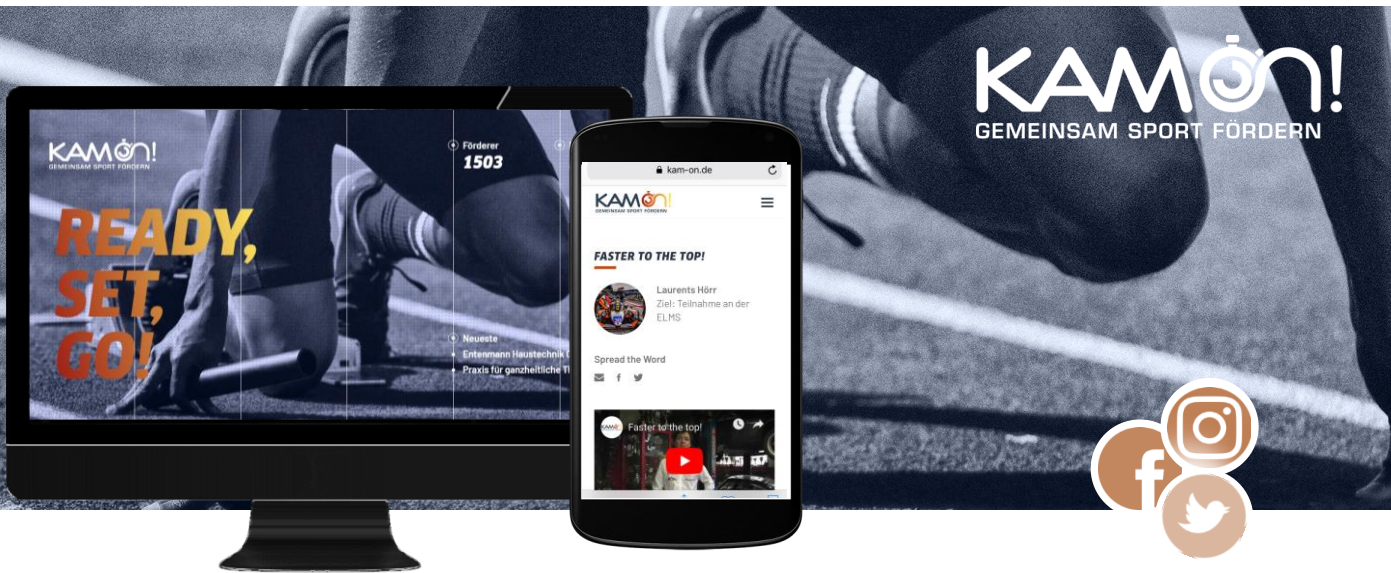 KAMON!
GEMEINSAM SPORT FÖRDERN
KAMON!
GEMEINSAM SPORT FÖRDERN
Förderer
1503
READY,
SET,
GO!
Neueste
Entenmann Haustechnik
Praxis für ganzheitliche
kam-on.de
KAMON!
GEMEINSAM SPORT FÖRDERN
FASTER TO THE TOP!
Laurents Hörr
Ziel: Teilnahme an der
ELMS
Spread the Word
Faster to the top!